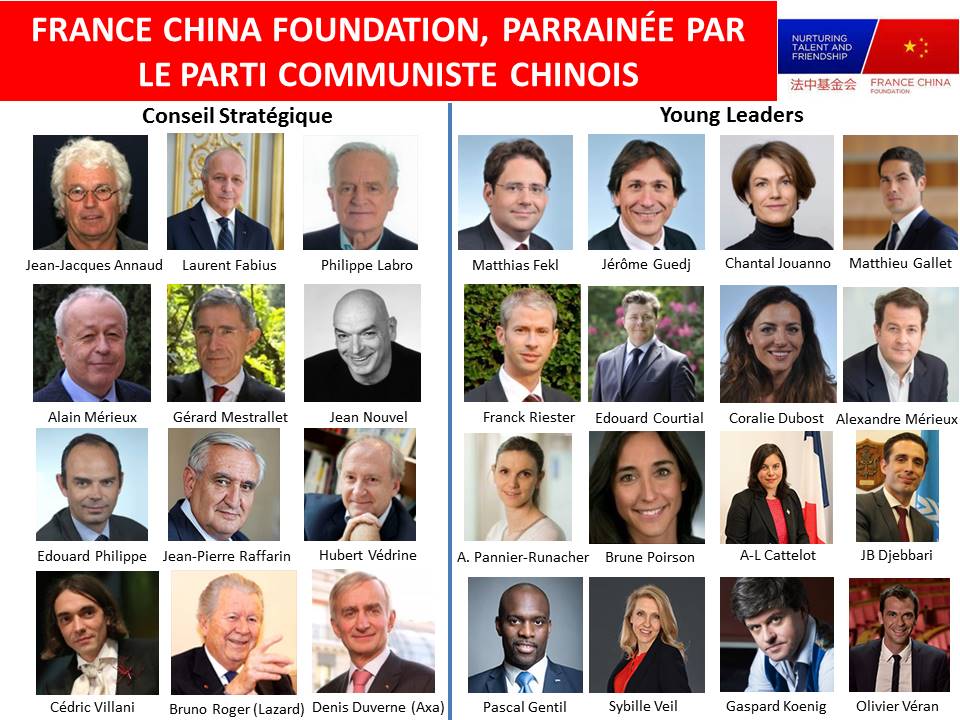 FRANCE CHINA FOUNDATION, PARRAINÉE PAR
LE PARTI COMMUNISTE CHINOIS
NURTURING
TALENT AND
FRIENDSHIP
法中基金会
FRANCE CHINA
FOUNDATION
Conseil Stratégique
Jean-Jacques Annaud Laurent Fabius Philippe Labro
Alain Mérieux Gérard Mestrallet Jean Nouvel
Edouard Philippe Jean-Pierre Raffarin Hubert Védrine
Cédric Villani Bruno Roger (Lazard) Denis Duverne (Axa)
Young Leaders
Matthias Fekl Jérôme Guedj Chantal Jouanno Matthieu Gallet
Franck Riester Edouard Courtial Coralie Dubost Alexandre Mérieux
A. Pannier-Runacher Brune Poirson A-L Cattelot JB Djebbari
Pascal Gentil Sybille Veil Gaspard Koenig Olivier Véran